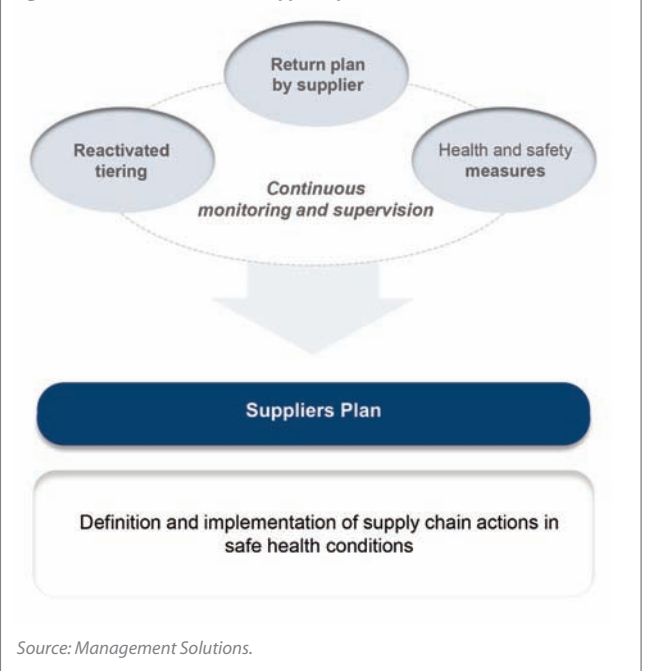 Return plan
by supplier
Reactivated
tiering
Health and safety
measures
Continuous
monitoring and supervision
Suppliers Plan
Definition and implementation of supply chain actions in
safe health conditions
Source: Management Solutions.